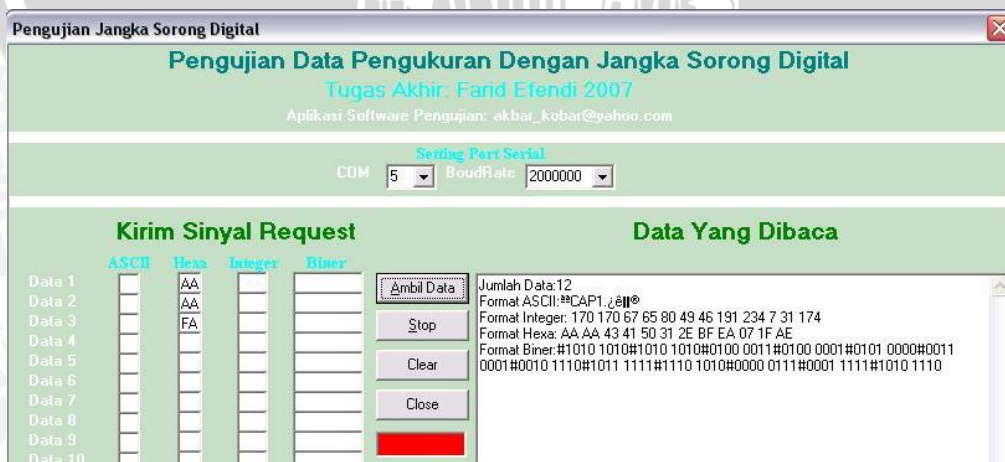 Pengujian Jangka Sorong Digital
Pengujian Data Pengukuran Dengan Jangka Sorong Digital
Tugas Akhir: Farid Efendi 2007
Aplikasi Software Pengujian: akbar_kobar@yahoo.com
Setting Port Serial
COM 5 BoudRate 2000000
Kirim Sinyal Request
ASCII Hexa Integer Biner
Data 1 AA
Data 2 AA
Data 3 FA
Data 4
Data 5
Data 6
Data 7
Data 8
Data 9
Data 10
Ambil Data
Stop
Clear
Close
Data Yang Dibaca
Jumlah Data:12
Format ASCII:ªªCAP1.¿ê||®
Format Integer: 170 170 67 65 80 49 46 191 234 7 31 174
Format Hexa: AA AA 43 41 50 31 2E BF EA 07 1F AE
Format Biner:#1010 1010#1010 1010#0100 0011#0100 0001#0101 0000#0011
0001#0010 1110#1011 1111#1110 1010#0000 0111#0001 1111#1010 1110